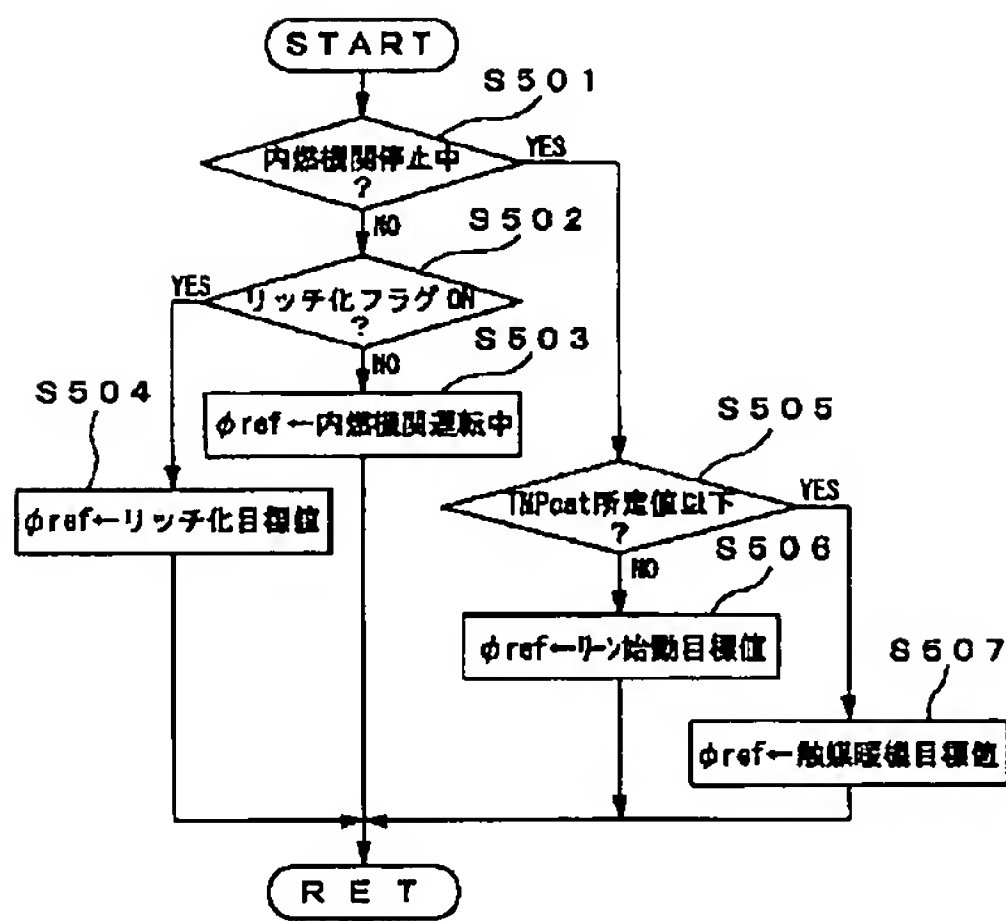 START
S501
内燃機関停止中
?
YES
NO
S502
リッチ化フラグON
?
YES
NO
S503
φref←内燃機関運転中
S504
φref←リッチ化目標値
S505
TMPcat所定値以下
?
YES
NO
S506
φref←リーン始動目標値
S507
φref←触媒暖機目標値
RET